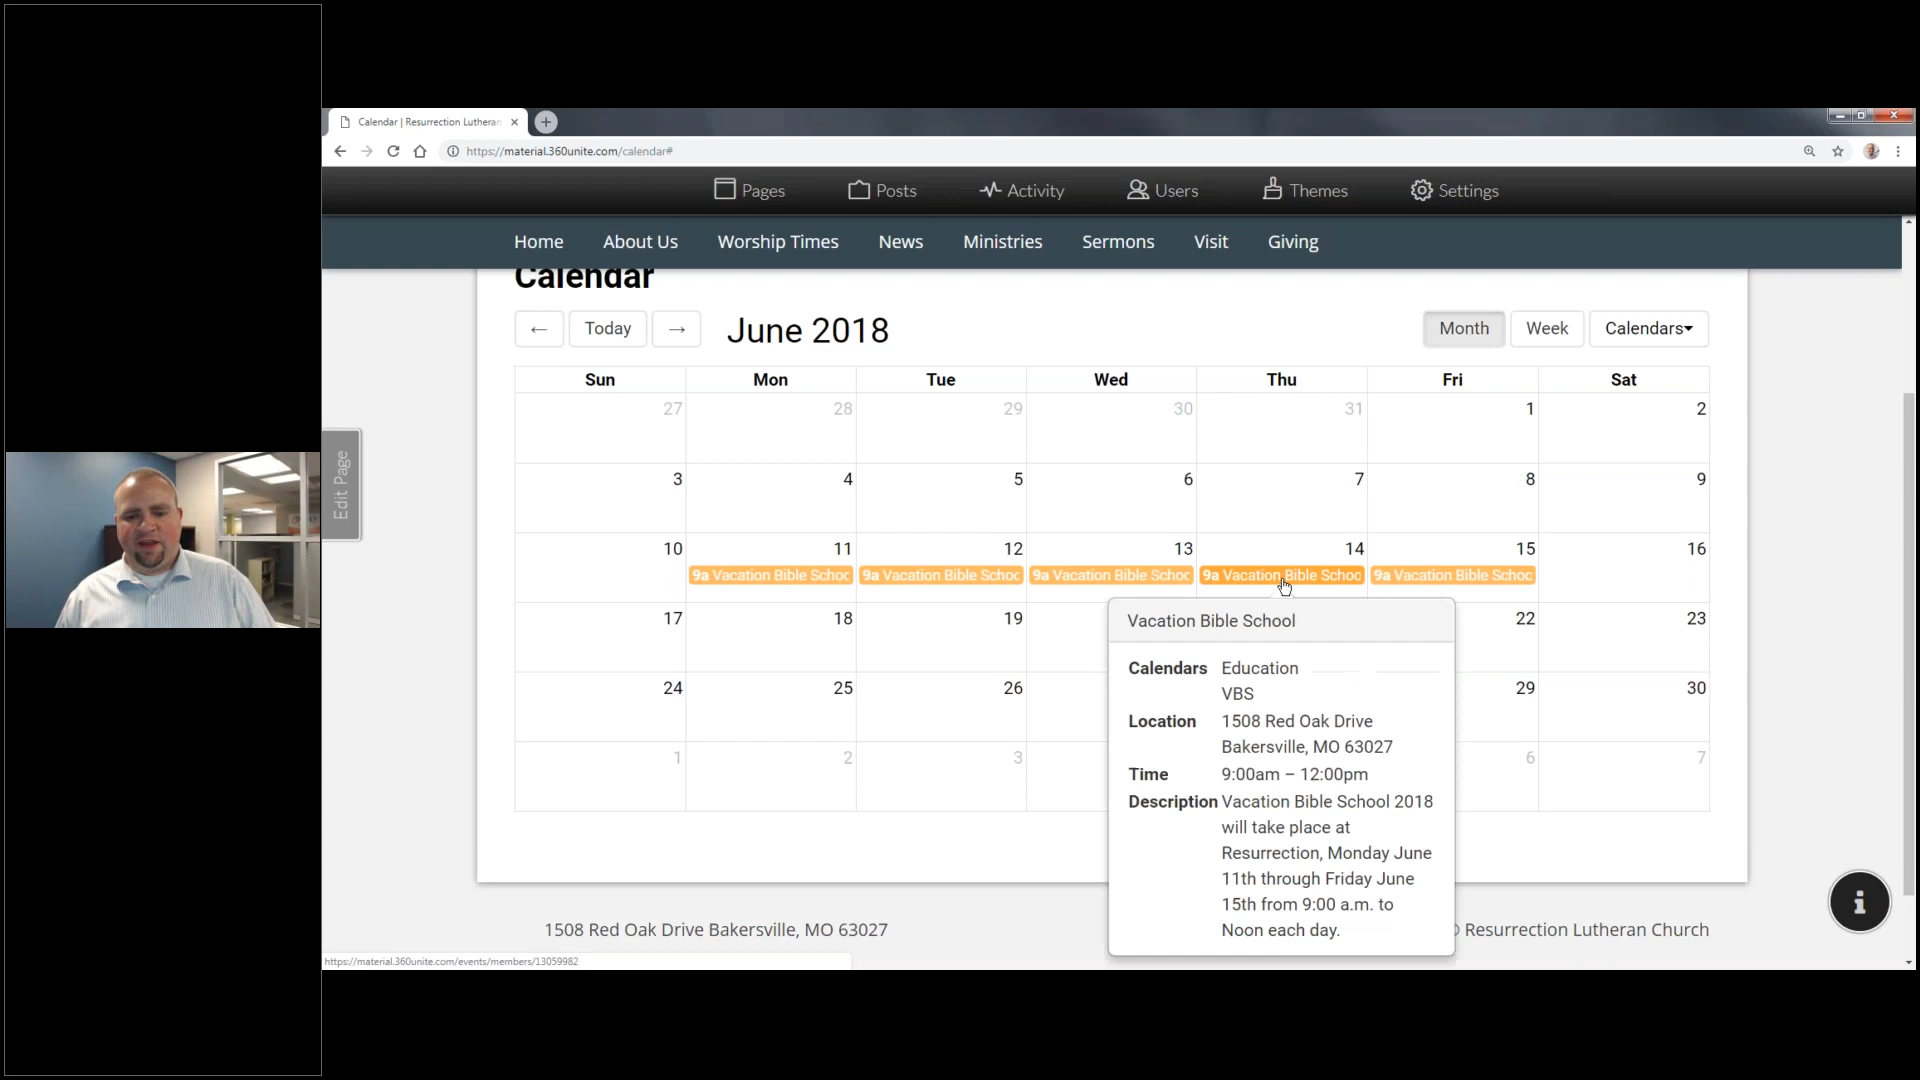 Calendar | Resurrection Lutheran
https://material.360unite.com/calendar#
Pages Posts Activity Users Themes Settings
Home About Us Worship Times News Ministries Sermons Visit Giving
Calendar
← Today → June 2018 Month Week Calendars
Sun Mon Tue Wed Thu Fri Sat
27 28 29 30 31 1 2
3 4 5 6 7 8 9
10 11 12 13 14 15 16
9a Vacation Bible Schoo 9a Vacation Bible Schoo 9a Vacation Bible Schoo 9a Vacation Bible Schoo 9a Vacation Bible Schoo
17 18 19 22 23
24 25 26 29 30
1 2 3 6 7
Edit Page
Vacation Bible School
Calendars Education
VBS
Location 1508 Red Oak Drive
Bakersville, MO 63027
Time 9:00am – 12:00pm
Description Vacation Bible School 2018
will take place at
Resurrection, Monday June
11th through Friday June
15th from 9:00 a.m. to
Noon each day.
1508 Red Oak Drive Bakersville, MO 63027
© Resurrection Lutheran Church
https://material.360unite.com/events/members/13059982